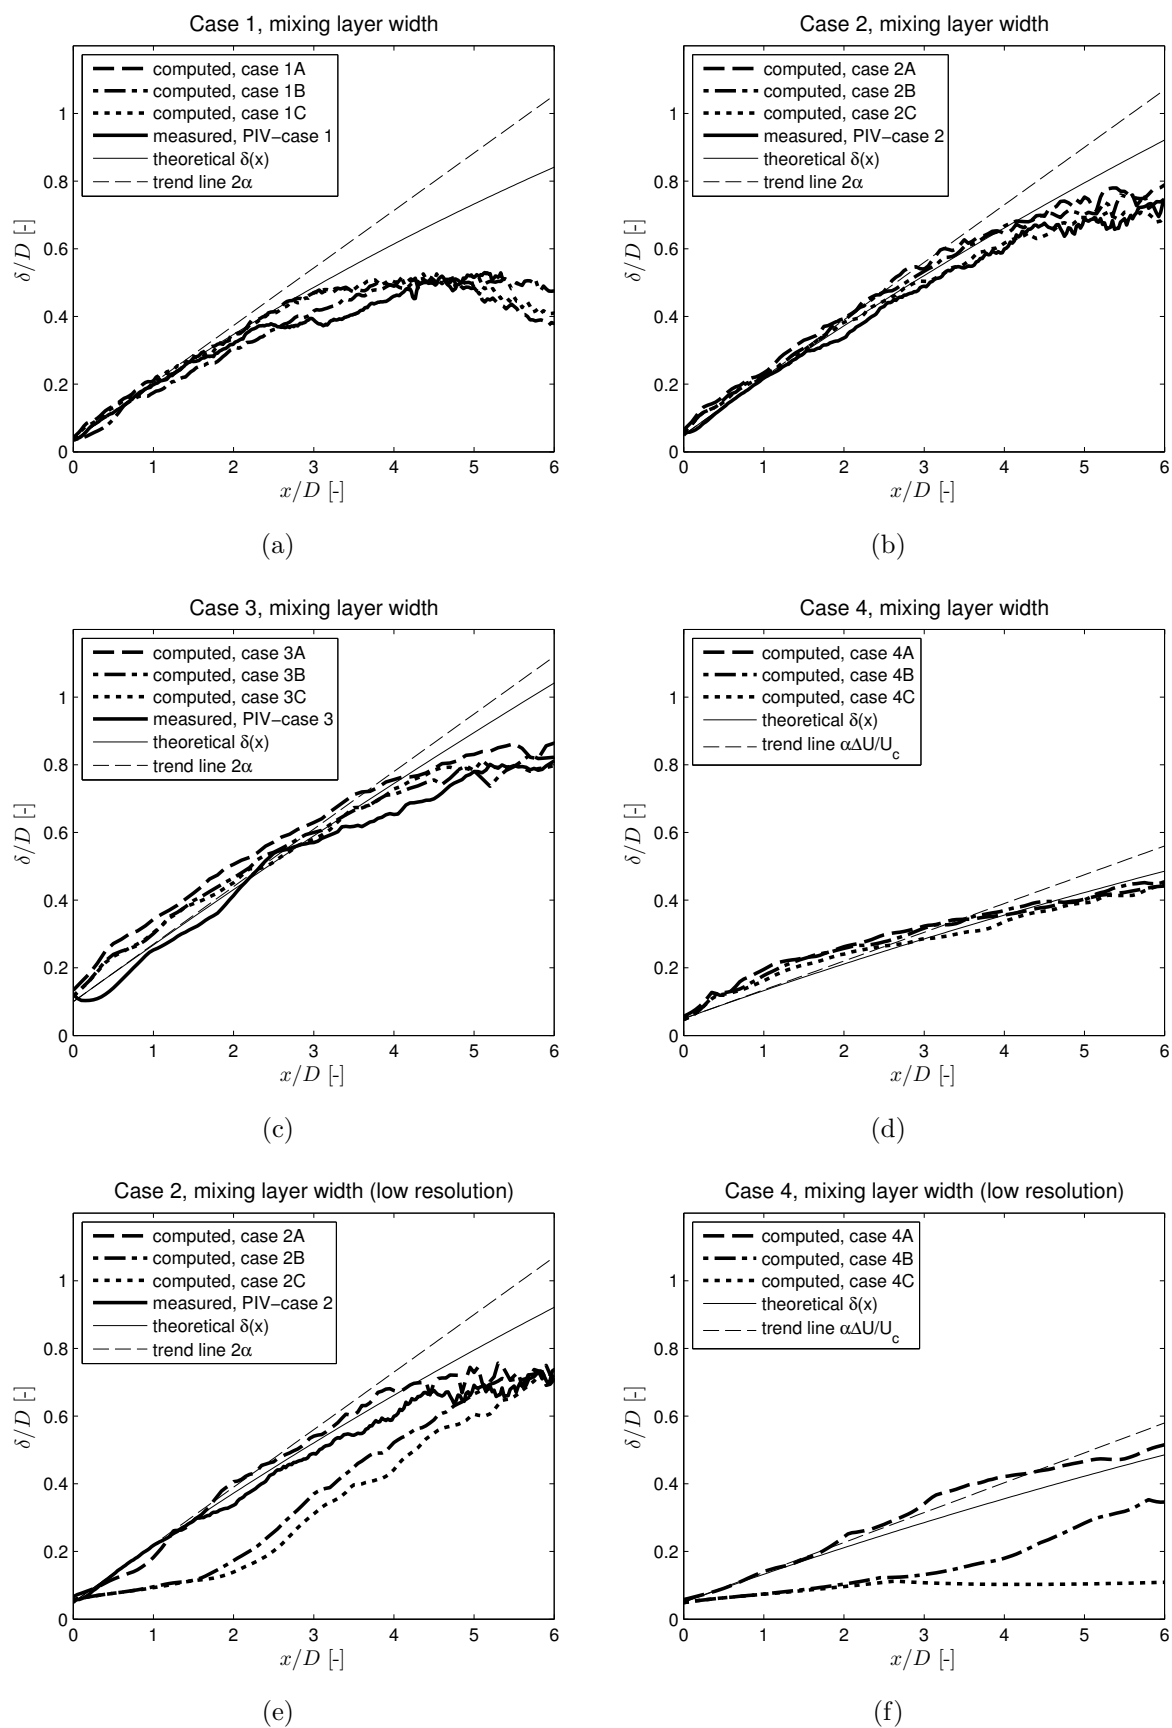 Case 1, mixing layer width
computed, case 1A
computed, case 1B
computed, case 1C
measured, PIV−case 1
theoretical δ(x)
trend line 2α
1
0.8
0.6
0.4
0.2
0
δ/D [-]
0 1 2 3 4 5 6
x/D [-]
(a)
Case 2, mixing layer width
computed, case 2A
computed, case 2B
computed, case 2C
measured, PIV−case 2
theoretical δ(x)
trend line 2α
1
0.8
0.6
0.4
0.2
0
δ/D [-]
0 1 2 3 4 5 6
x/D [-]
(b)
Case 3, mixing layer width
computed, case 3A
computed, case 3B
computed, case 3C
measured, PIV−case 3
theoretical δ(x)
trend line 2α
1
0.8
0.6
0.4
0.2
0
δ/D [-]
0 1 2 3 4 5 6
x/D [-]
(c)
Case 4, mixing layer width
computed, case 4A
computed, case 4B
computed, case 4C
theoretical δ(x)
trend line αΔU/Uc
1
0.8
0.6
0.4
0.2
0
δ/D [-]
0 1 2 3 4 5 6
x/D [-]
(d)
Case 2, mixing layer width (low resolution)
computed, case 2A
computed, case 2B
computed, case 2C
measured, PIV−case 2
theoretical δ(x)
trend line 2α
1
0.8
0.6
0.4
0.2
0
δ/D [-]
0 1 2 3 4 5 6
x/D [-]
(e)
Case 4, mixing layer width (low resolution)
computed, case 4A
computed, case 4B
computed, case 4C
theoretical δ(x)
trend line αΔU/Uc
1
0.8
0.6
0.4
0.2
0
δ/D [-]
0 1 2 3 4 5 6
x/D [-]
(f)